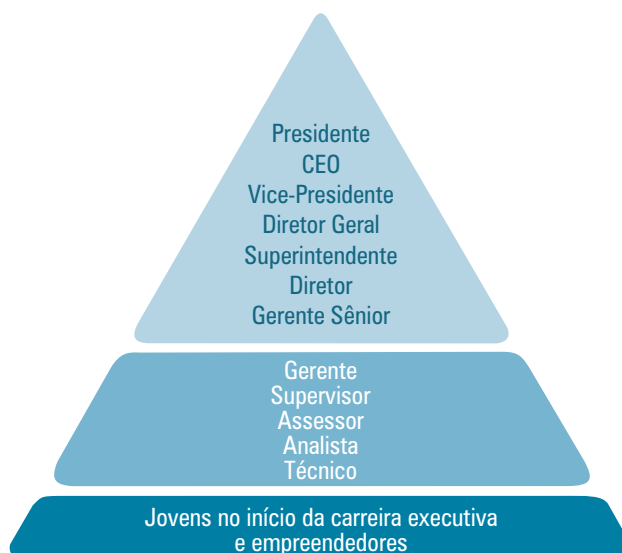 Presidente
CEO
Vice-Presidente
Diretor Geral
Superintendente
Diretor
Gerente Sênior
Gerente
Supervisor
Assessor
Analista
Técnico
Jovens no início da carreira executiva
e empreendedores